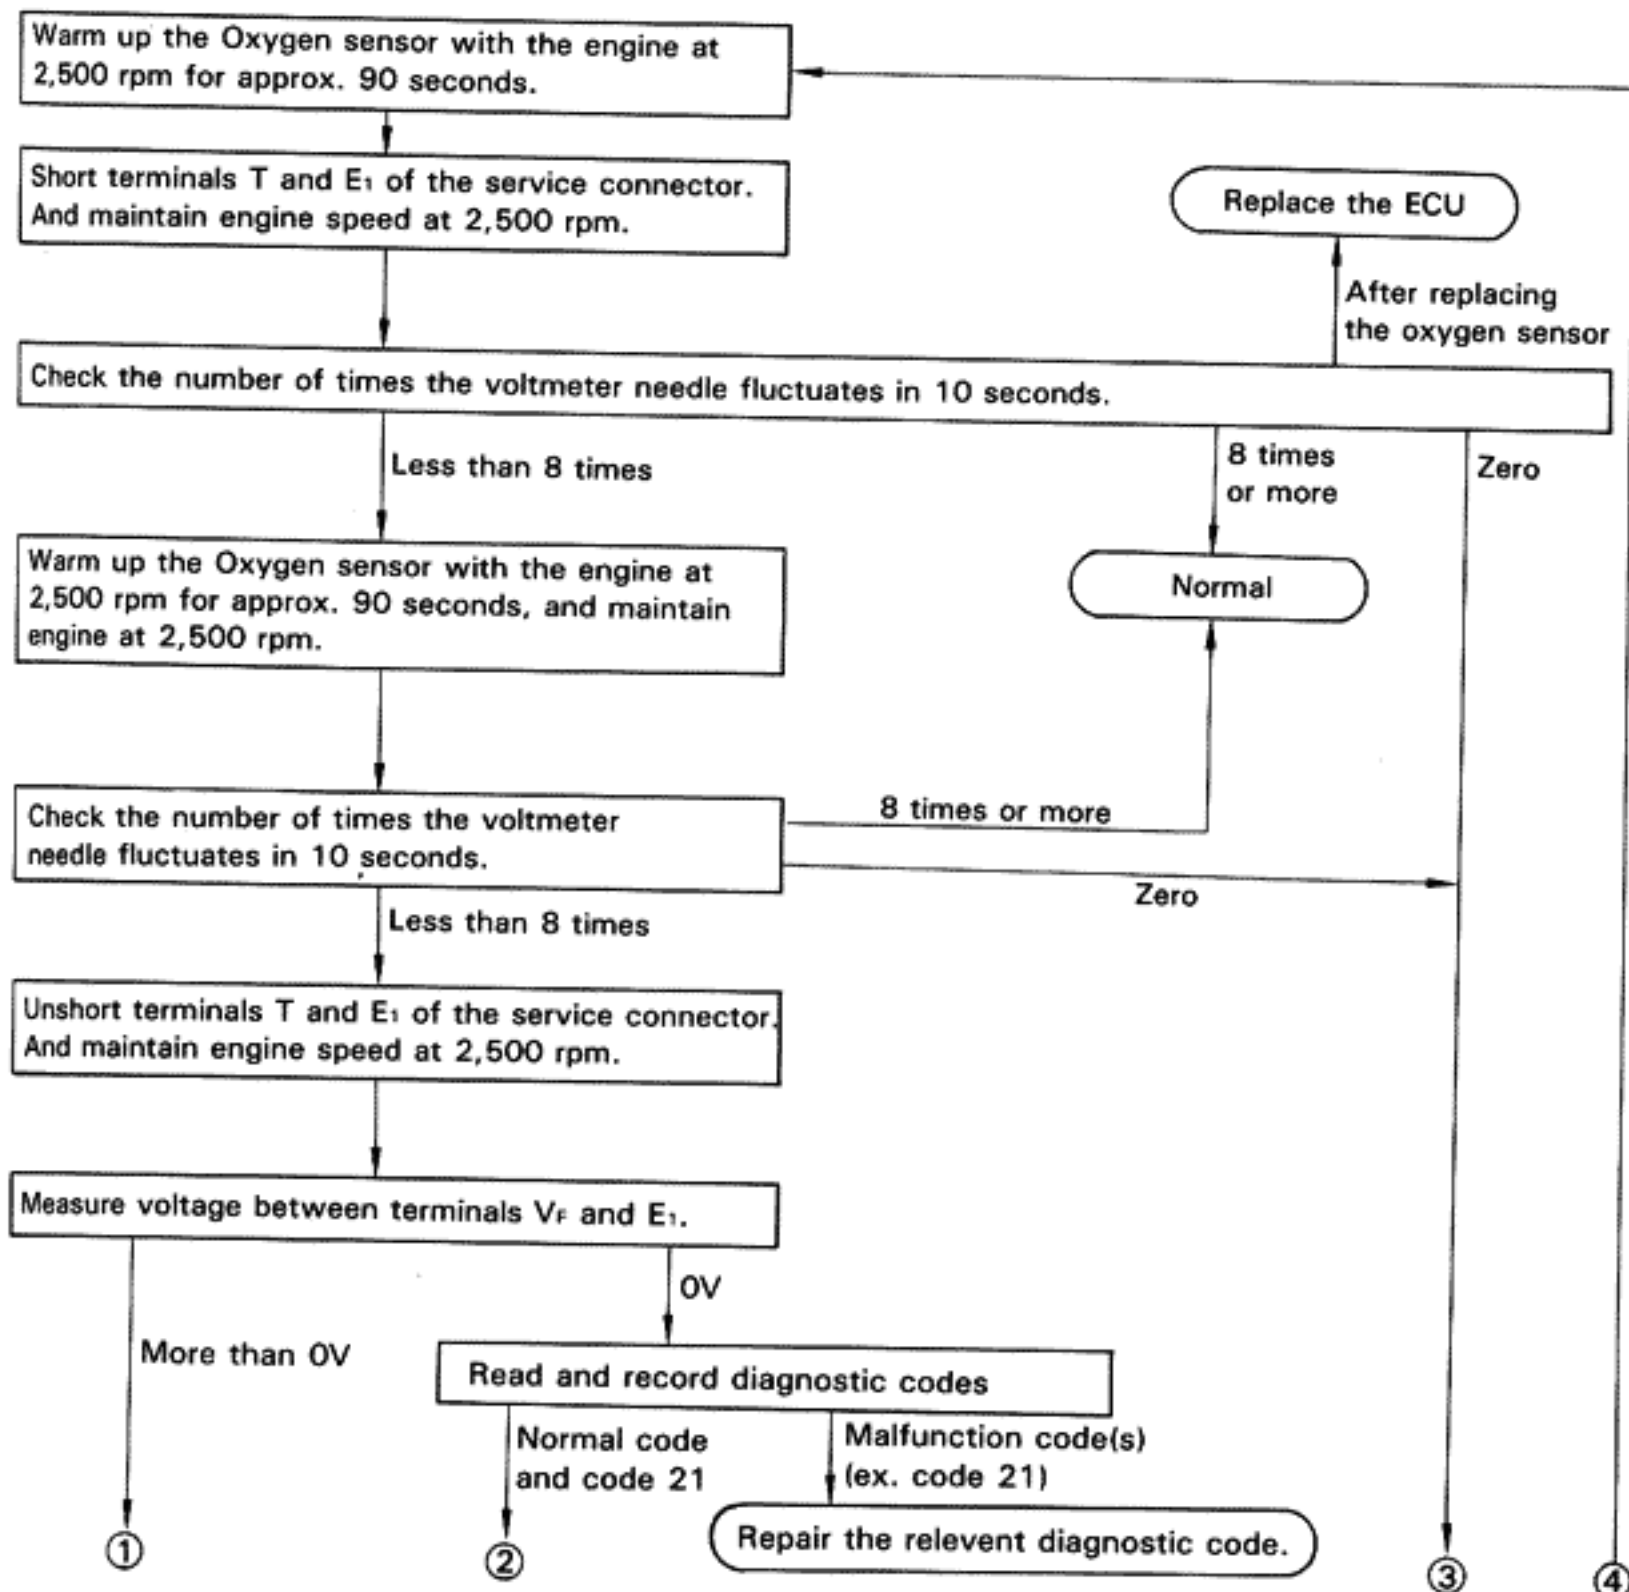 Warm up the Oxygen sensor with the engine at
2,500 rpm for approx. 90 seconds.
Short terminals T and E₁ of the service connector.
And maintain engine speed at 2,500 rpm.
Replace the ECU
After replacing
the oxygen sensor
Check the number of times the voltmeter needle fluctuates in 10 seconds.
Less than 8 times
8 times
or more
Zero
Warm up the Oxygen sensor with the engine at
2,500 rpm for approx. 90 seconds, and maintain
engine at 2,500 rpm.
Normal
Check the number of times the voltmeter
needle fluctuates in 10 seconds.
8 times or more
Zero
Less than 8 times
Unshort terminals T and E₁ of the service connector.
And maintain engine speed at 2,500 rpm.
Measure voltage between terminals VF and E₁.
0V
More than 0V
Read and record diagnostic codes
Normal code
and code 21
Malfunction code(s)
(ex. code 21)
Repair the relevent diagnostic code.
①
②
③
④